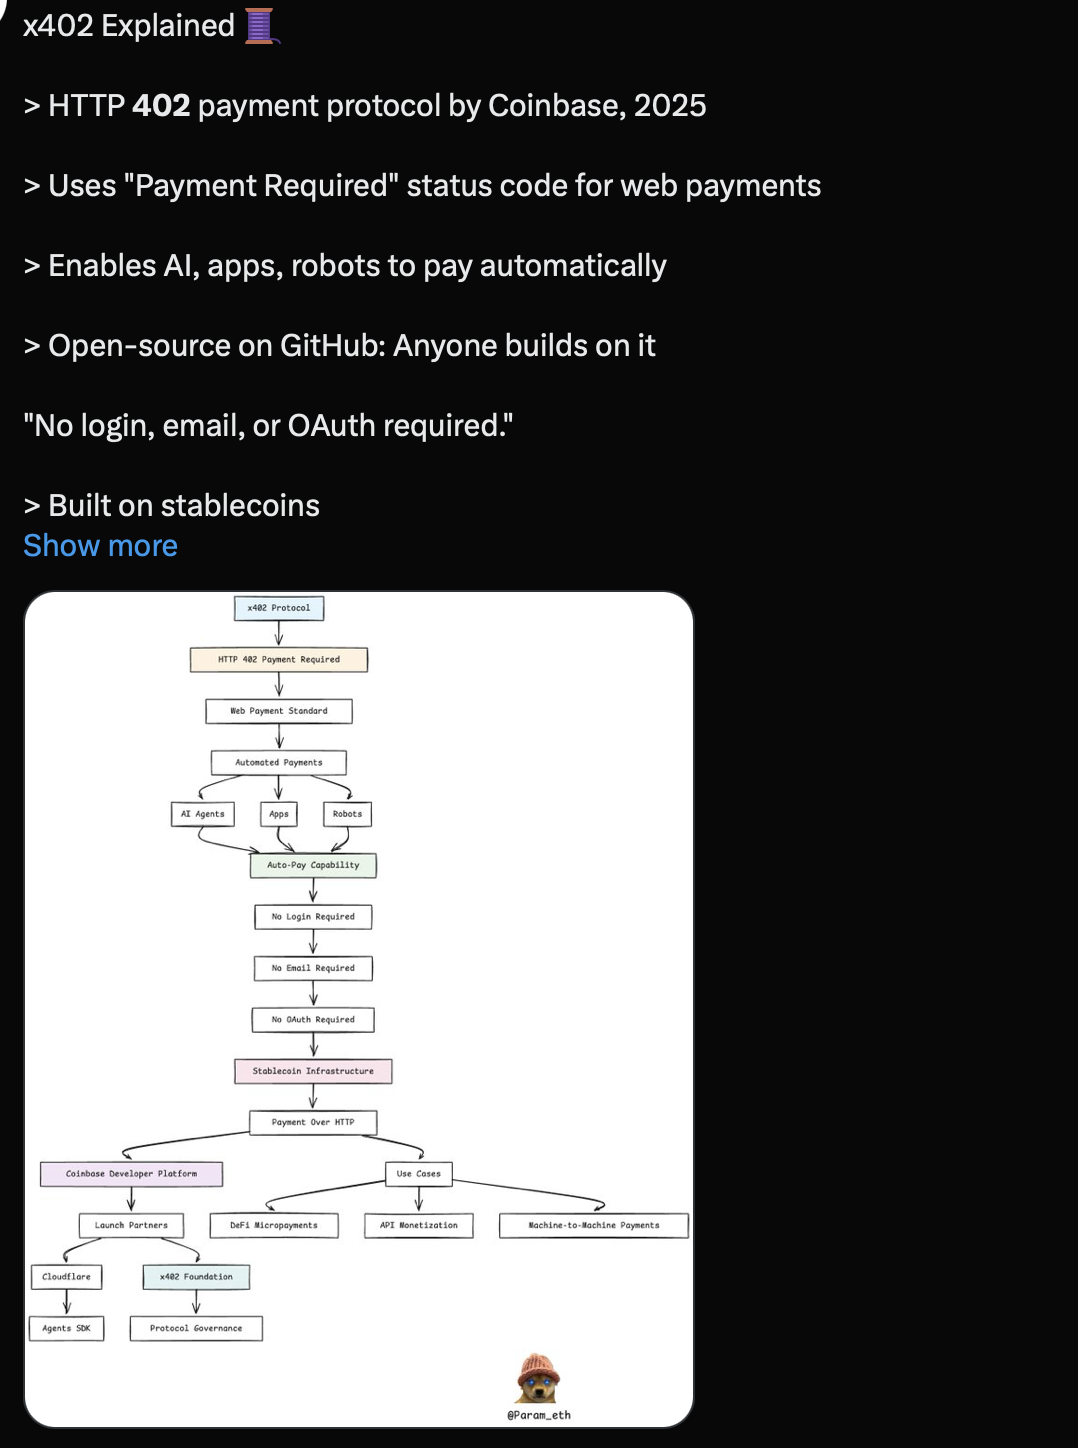 x402 Explained 🧵
> HTTP 402 payment protocol by Coinbase, 2025
> Uses "Payment Required" status code for web payments
> Enables AI, apps, robots to pay automatically
> Open-source on GitHub: Anyone builds on it
"No login, email, or OAuth required."
> Built on stablecoins
Show more
x402 Protocol
HTTP 402 Payment Required
Web Payment Standard
Automated Payments
AI Agents
Apps
Robots
Auto-Pay Capability
No Login Required
No Email Required
No OAuth Required
Stablecoin Infrastructure
Payment Over HTTP
Coinbase Developer Platform
Use Cases
Launch Partners
DeFi Micropayments
API Monetization
Machine-to-Machine Payments
Cloudflare
x402 Foundation
Agents SDK
Protocol Governance
@Param_eth